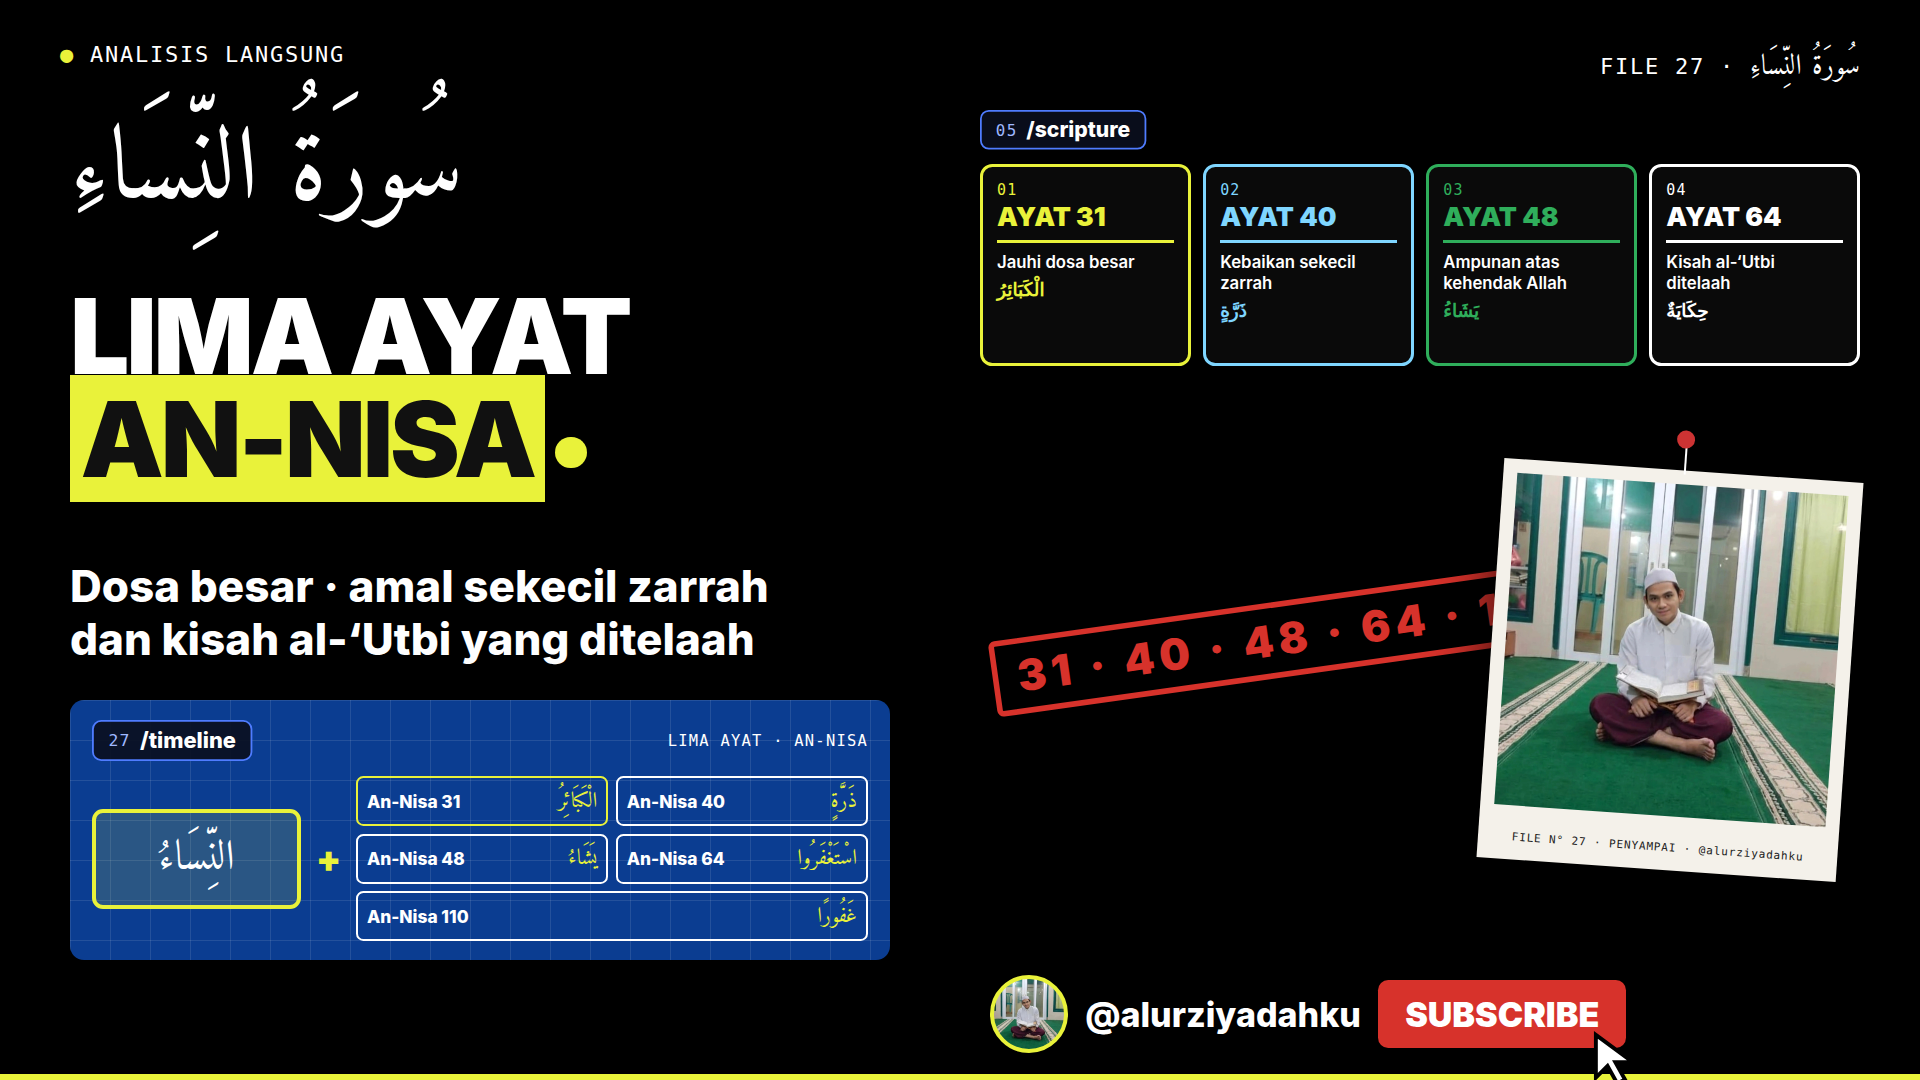 ANALISIS LANGSUNG
سُورَةُ النِّسَاءِ
LIMA AYAT
AN-NISA
Dosa besar · amal sekecil zarrah
dan kisah al-‘Utbi yang ditelaah
27 /timeline
LIMA AYAT · AN-NISA
النِّسَاءُ
+
An-Nisa 31 الْكَبَائِرُ
An-Nisa 40 ذَرَّةٍ
An-Nisa 48 يَشَاءُ
An-Nisa 64 اسْتَغْفَرُوا
An-Nisa 110 غَفُورًا
FILE 27 · سُورَةُ النِّسَاءِ
05 /scripture
01
AYAT 31
Jauhi dosa besar
الْكَبَائِرُ
02
AYAT 40
Kebaikan sekecil
zarrah
ذَرَّةٍ
03
AYAT 48
Ampunan atas
kehendak Allah
يَشَاءُ
04
AYAT 64
Kisah al-‘Utbi
ditelaah
حِكَايَةٌ
31 · 40 · 48 · 64 ·
FILE N° 27 · PENYAMPAI · @alurziyadahku
@alurziyadahku
SUBSCRIBE